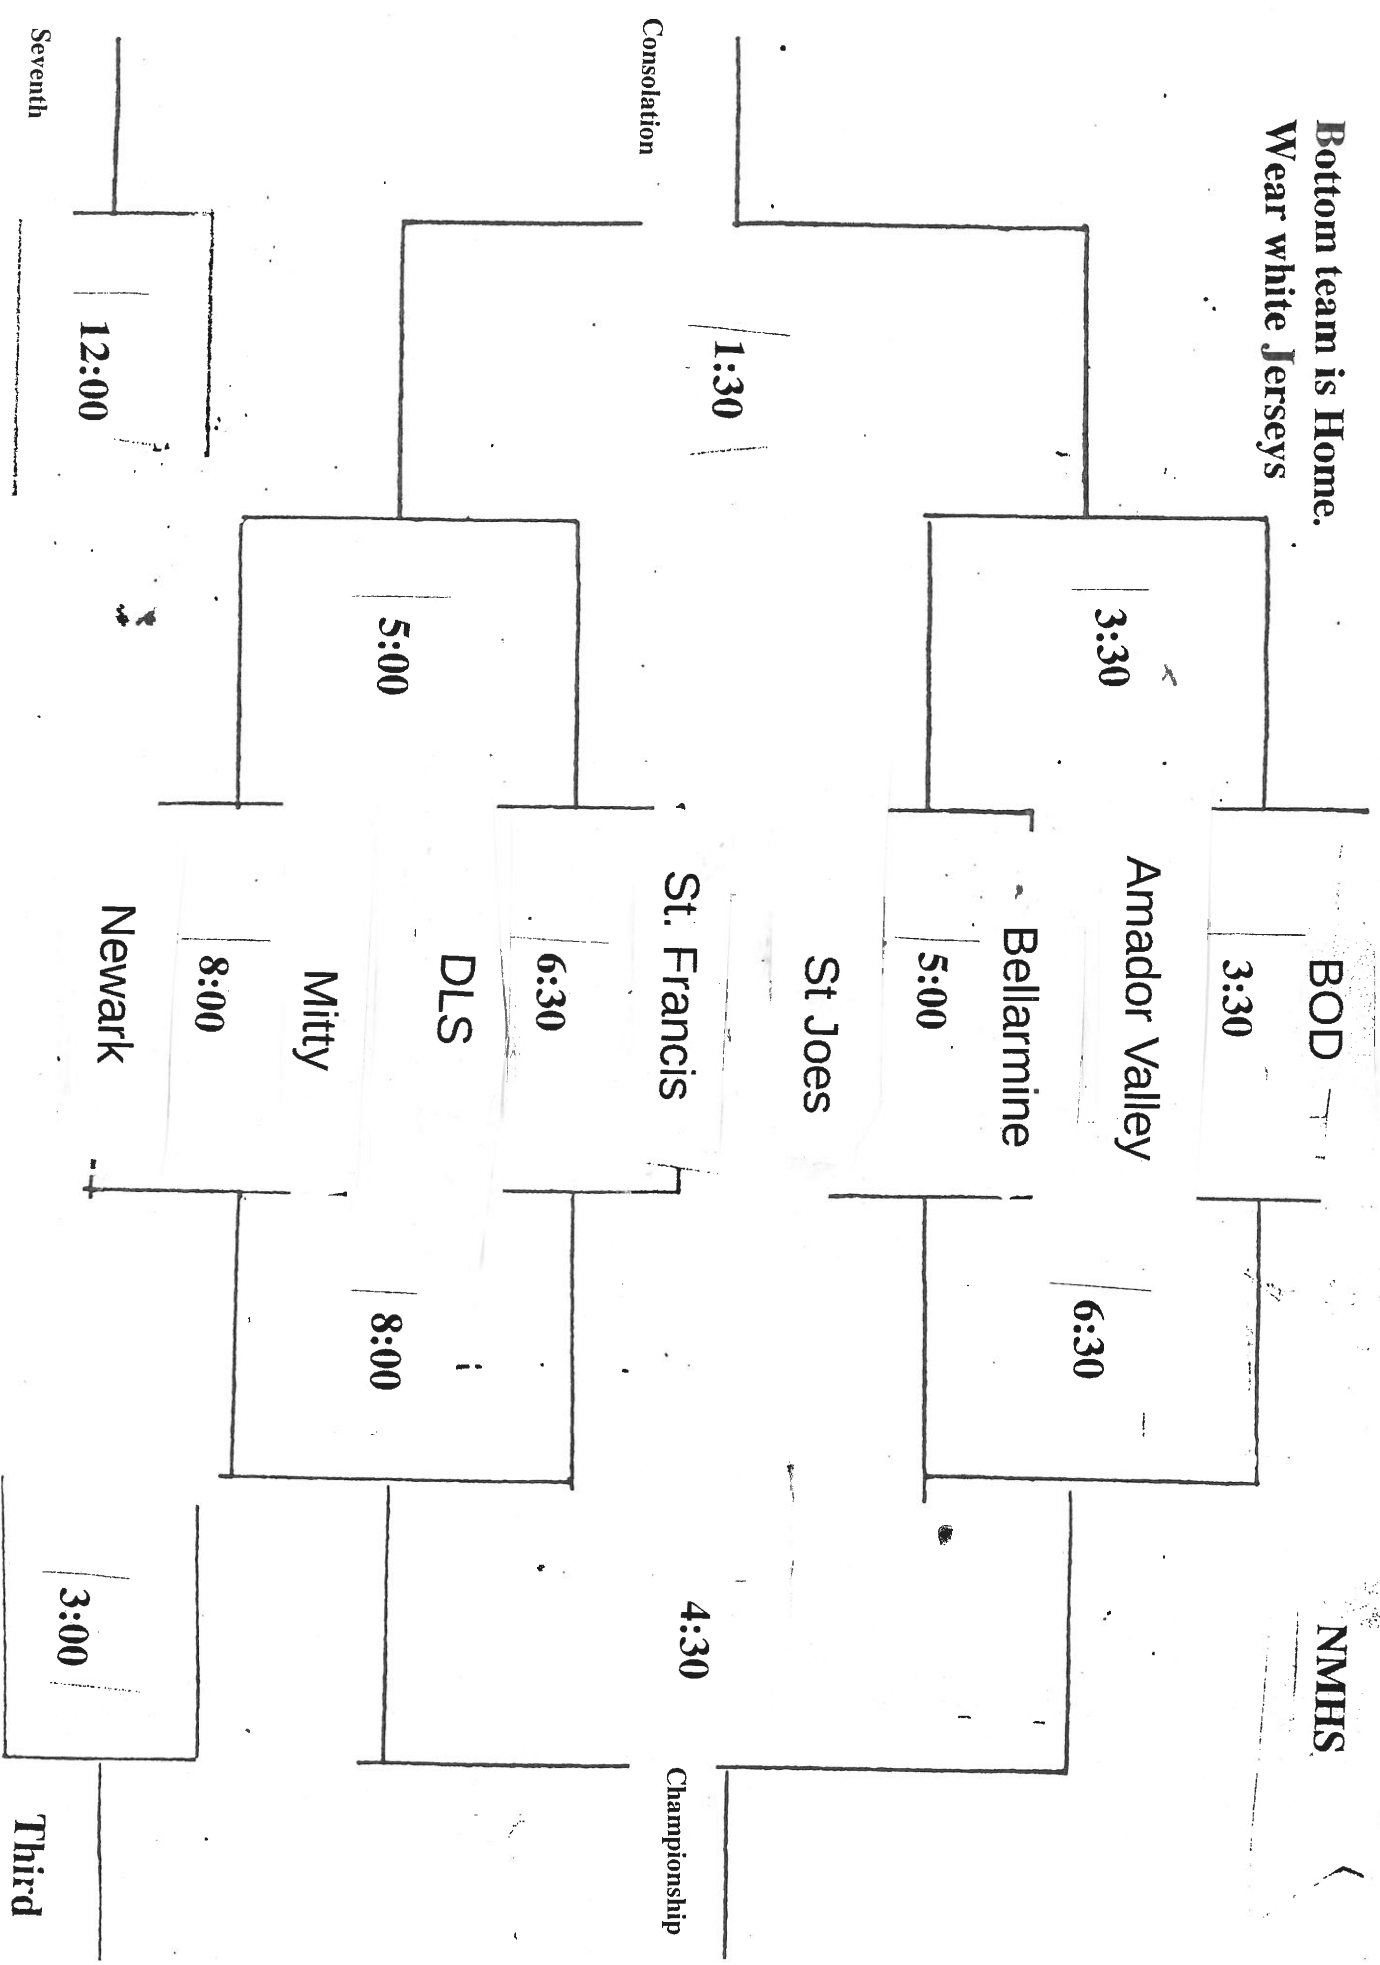 Bottom team is Home.
Wear white Jerseys
NMHS
BOD
3:30
Amador Valley
3:30
6:30
Bellarmine
5:00
St Joes
Consolation
1:30
4:30
Championship
St. Francis
6:30
DLS
5:00
8:00
Mitty
8:00
Newark
Seventh
12:00
3:00
Third